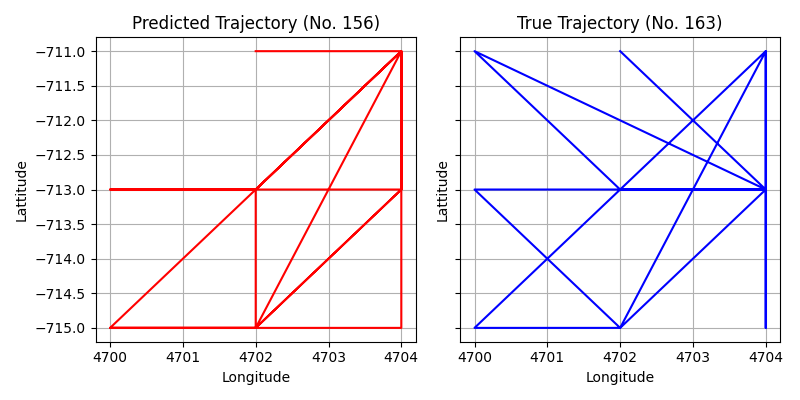 Predicted Trajectory (No. 156)
True Trajectory (No. 163)
−711.0
−711.5
−712.0
−712.5
−713.0
−713.5
−714.0
−714.5
−715.0
Lattitude
Lattitude
4700 4701 4702 4703 4704
4700 4701 4702 4703 4704
Longitude
Longitude